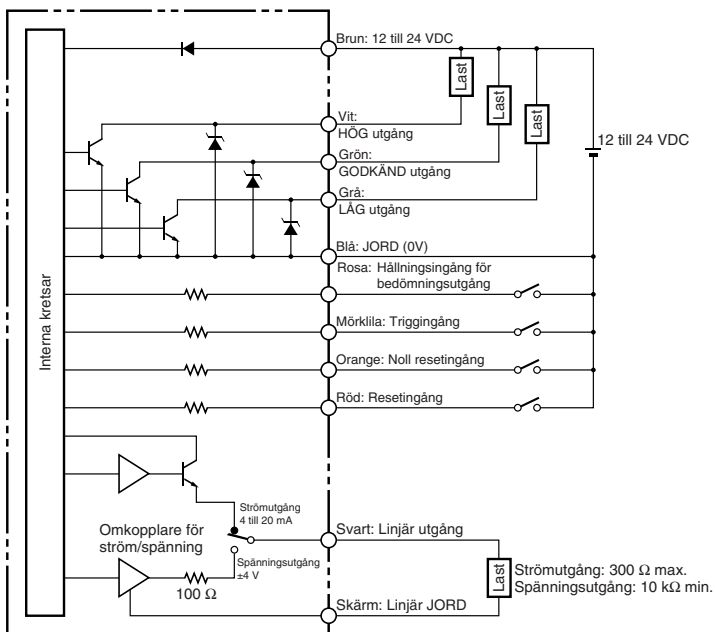 Brun: 12 till 24 VDC
Last
Last
Last
Vit:
HÖG utgång
12 till 24 VDC
Grön:
GODKÄND utgång
Grå:
LÅG utgång
Blå: JORD (0V)
Rosa: Hållningsingång för
bedömningsutgång
Interna kretsar
Mörklila: Triggingång
Orange: Noll resetingång
Röd: Resetingång
Strömutgång
4 till 20 mA
Omkopplare för
ström/spänning
Svart: Linjär utgång
Spänningsutgång
±4 V
100 Ω
Last
Strömutgång: 300 Ω max.
Spänningsutgång: 10 kΩ min.
Skärm: Linjär JORD